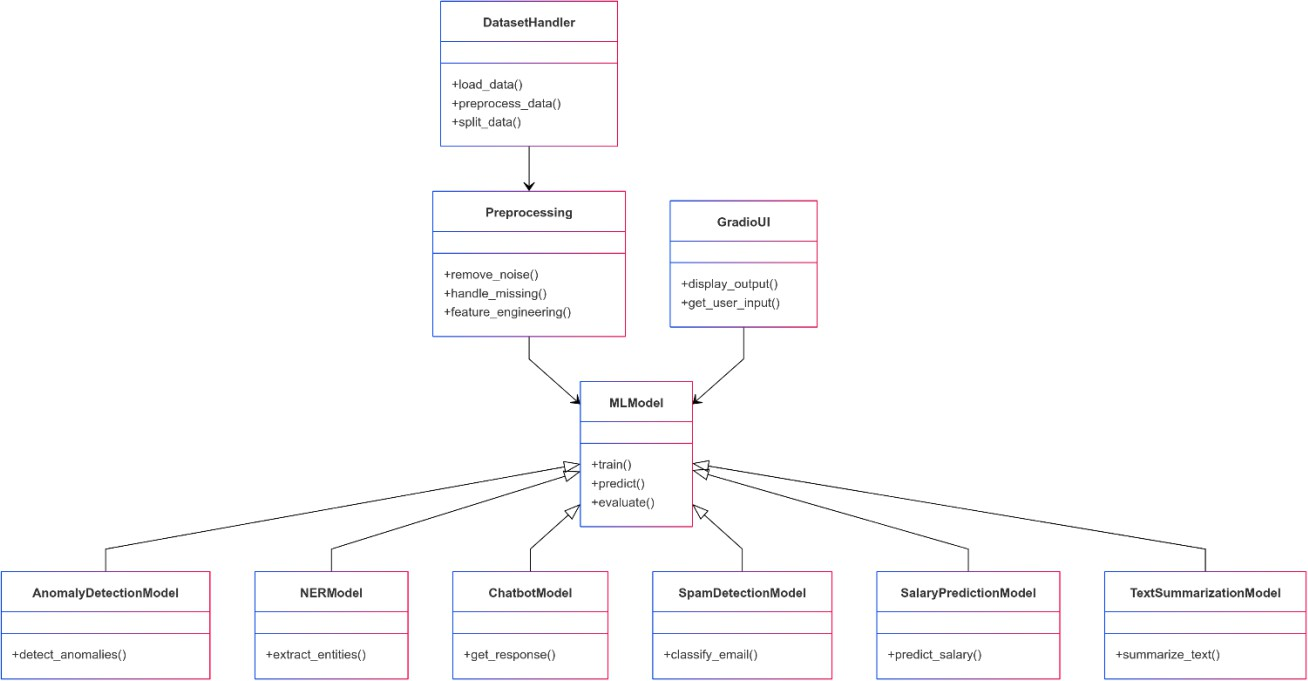 DatasetHandler
+load_data()
+preprocess_data()
+split_data()
Preprocessing
+remove_noise()
+handle_missing()
+feature_engineering()
GradioUI
+display_output()
+get_user_input()
MLModel
+train()
+predict()
+evaluate()
AnomalyDetectionModel
+detect_anomalies()
NERModel
+extract_entities()
ChatbotModel
+get_response()
SpamDetectionModel
+classify_email()
SalaryPredictionModel
+predict_salary()
TextSummarizationModel
+summarize_text()